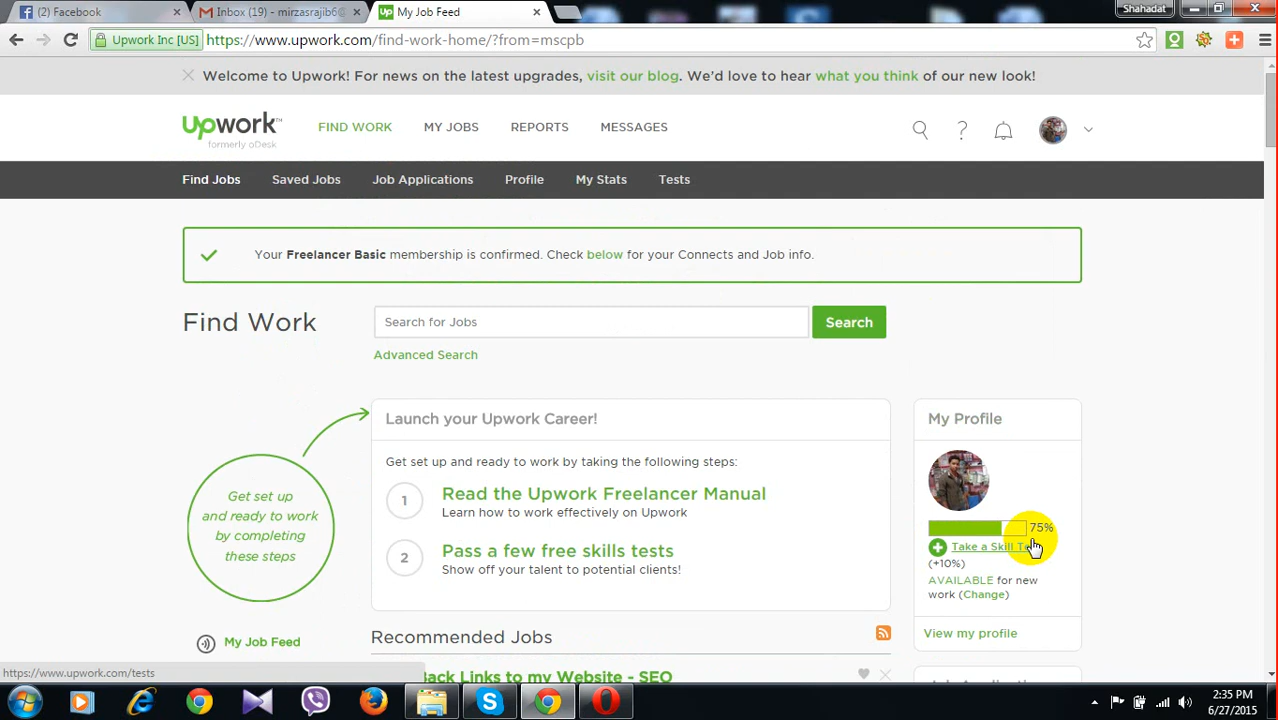 (2) Facebook
Inbox (19) - mirzasrajib6@
My Job Feed
Shahadat
Upwork Inc [US]
https://www.upwork.com/find-work-home/?from=mscpb
Welcome to Upwork! For news on the latest upgrades, visit our blog. We'd love to hear what you think of our new look!
Upwork
formerly oDesk
FIND WORK
MY JOBS
REPORTS
MESSAGES
Find Jobs
Saved Jobs
Job Applications
Profile
My Stats
Tests
Your Freelancer Basic membership is confirmed. Check below for your Connects and Job info.
Find Work
Search for Jobs
Search
Advanced Search
Get set up
and ready to work
by completing
these steps
My Job Feed
Launch your Upwork Career!
Get set up and ready to work by taking the following steps:
1 Read the Upwork Freelancer Manual
Learn how to work effectively on Upwork
2 Pass a few free skills tests
Show off your talent to potential clients!
Recommended Jobs
Back Links to my Website - SEO
My Profile
75%
Take a Skill
(+10%)
AVAILABLE for new
work (Change)
View my profile
https://www.upwork.com/tests
2:35 PM
6/27/2015